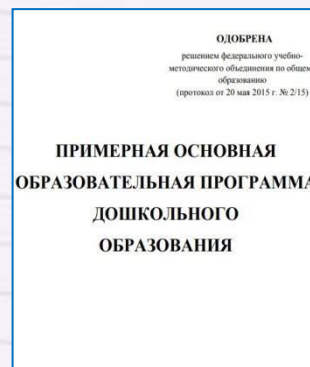 ОДОБРЕНА
решением федерального учебно-
методического объединения по общем
образованию
(протокол от 20 мая 2015 г. № 2/15)
ПРИМЕРНАЯ ОСНОВНАЯ
ОБРАЗОВАТЕЛЬНАЯ ПРОГРАММА
ДОШКОЛЬНОГО
ОБРАЗОВАНИЯ